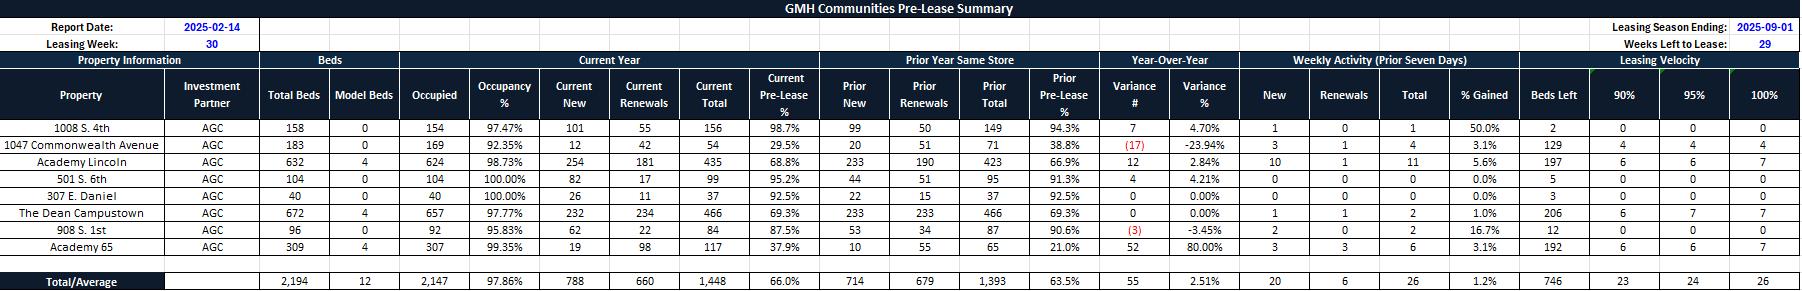 GMH Communities Pre-Lease Summary
Report Date: 2025-02-14 Leasing Season Ending: 2025-09-01
Leasing Week: 30 Weeks Left to Lease: 29
Property Information Beds Current Year Prior Year Same Store Year-Over-Year Weekly Activity (Prior Seven Days) Leasing Velocity
Property Investment Partner Total Beds Model Beds Occupied Occupancy % Current New Current Renewals Current Total Current Pre-Lease % Prior New Prior Renewals Prior Total Prior Pre-Lease % Variance # Variance % New Renewals Total % Gained Beds Left 90% 95% 100%
1008 S. 4th AGC 158 0 154 97.47% 101 55 156 98.7% 99 50 149 94.3% 7 4.70% 1 0 1 50.0% 2 0 0 0
1047 Commonwealth Avenue AGC 183 0 169 92.35% 12 42 54 29.5% 20 51 71 38.8% (17) -23.94% 3 1 4 3.1% 129 4 4 4
Academy Lincoln AGC 632 4 624 98.73% 254 181 435 68.8% 233 190 423 66.9% 12 2.84% 10 1 11 5.6% 197 6 6 7
501 S. 6th AGC 104 0 104 100.00% 82 17 99 95.2% 44 51 95 91.3% 4 4.21% 0 0 0 0.0% 5 0 0 0
307 E. Daniel AGC 40 0 40 100.00% 26 11 37 92.5% 22 15 37 92.5% 0 0.00% 0 0 0 0.0% 3 0 0 0
The Dean Campustown AGC 672 4 657 97.77% 232 234 466 69.3% 233 233 466 69.3% 0 0.00% 1 1 2 1.0% 206 6 7 7
908 S. 1st AGC 96 0 92 95.83% 62 22 84 87.5% 53 34 87 90.6% (3) -3.45% 2 0 2 16.7% 12 0 0 0
Academy 65 AGC 309 4 307 99.35% 19 98 117 37.9% 10 55 65 21.0% 52 80.00% 3 3 6 3.1% 192 6 6 7
Total/Average 2,194 12 2,147 97.86% 788 660 1,448 66.0% 714 679 1,393 63.5% 55 2.51% 20 6 26 1.2% 746 23 24 26